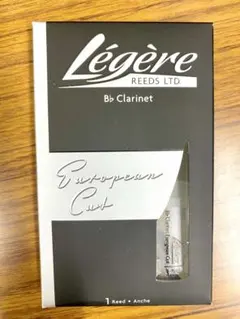 Légère
REEDS LTD
B♭ Clarinet
European
Cut
1 Reed • Anche